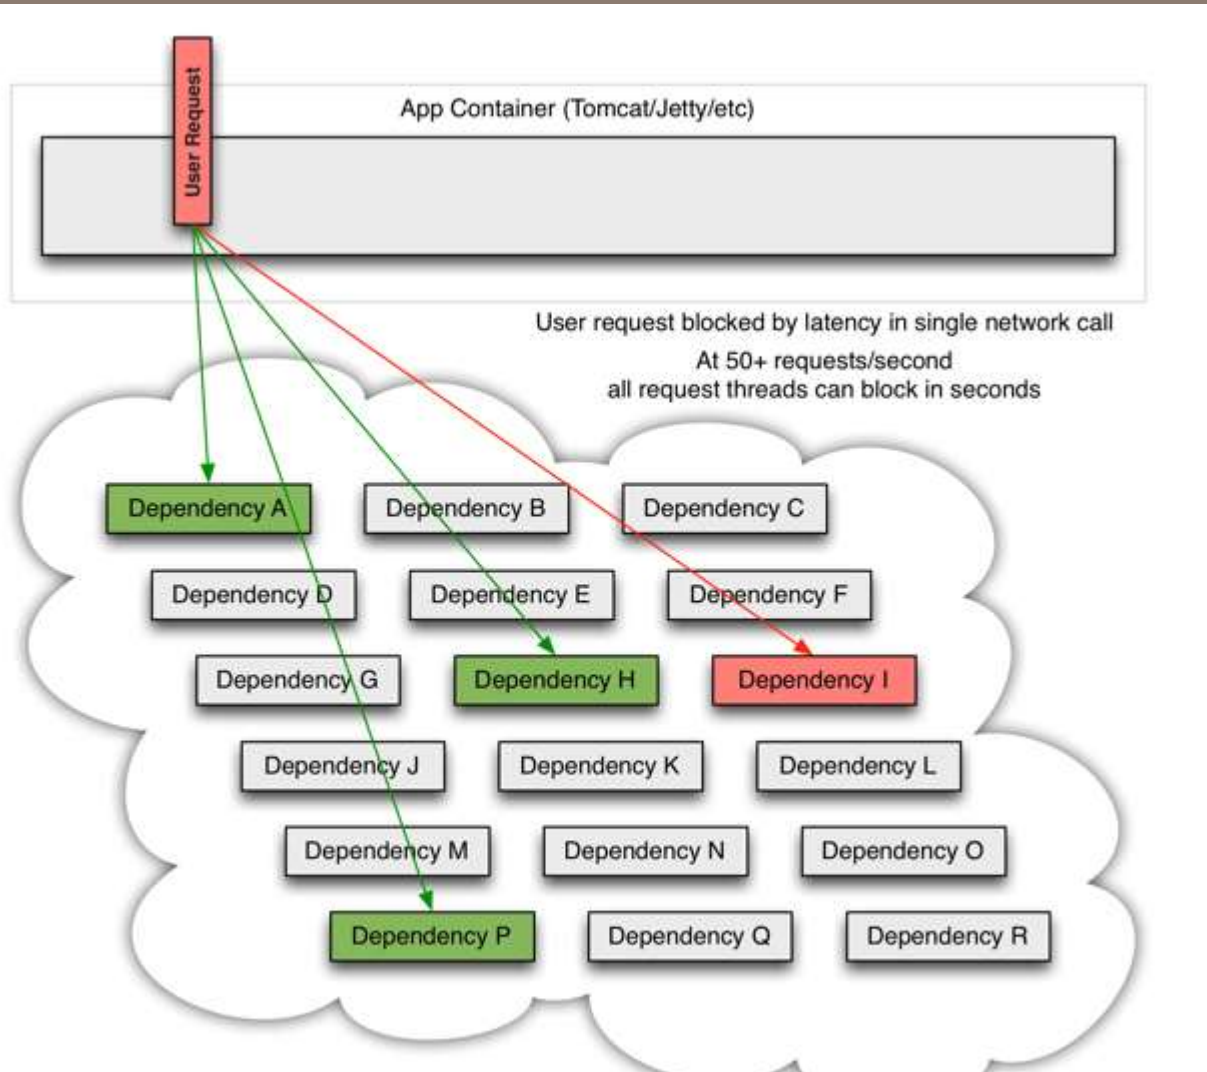 User Request
App Container (Tomcat/Jetty/etc)
User request blocked by latency in single network call
At 50+ requests/second
all request threads can block in seconds
Dependency A
Dependency B
Dependency C
Dependency D
Dependency E
Dependency F
Dependency G
Dependency H
Dependency I
Dependency J
Dependency K
Dependency L
Dependency M
Dependency N
Dependency O
Dependency P
Dependency Q
Dependency R